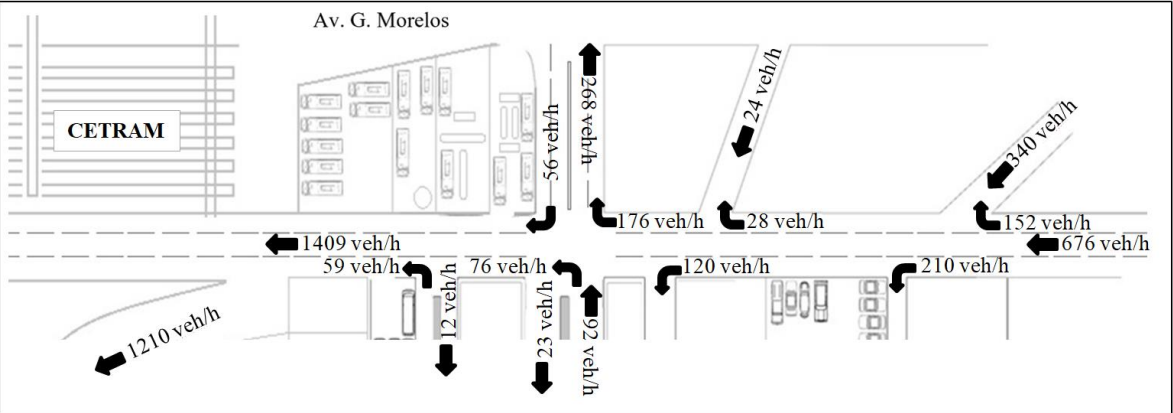 Av. G. Morelos
CETRAM
56 veh/h
268 veh/h
24 veh/h
340 veh/h
176 veh/h
28 veh/h
152 veh/h
1409 veh/h
676 veh/h
59 veh/h
76 veh/h
120 veh/h
210 veh/h
1210 veh/h
12 veh/h
23 veh/h
92 veh/h